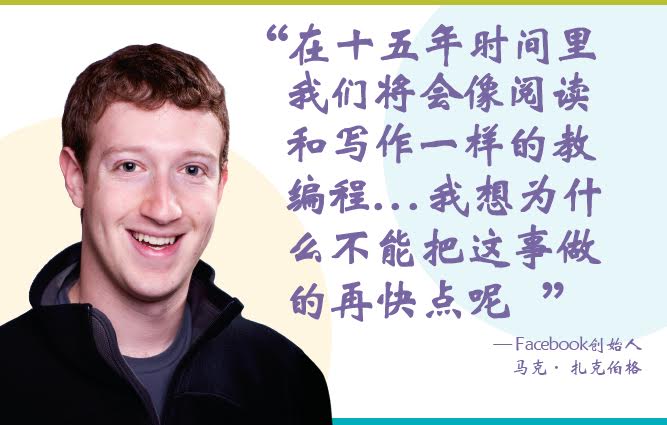 “在十五年时间里
我们将会像阅读
和写作一样的教
编程...我想为什
么不能把这事做
的再快点呢 ”
—Facebook创始人
马克·扎克伯格